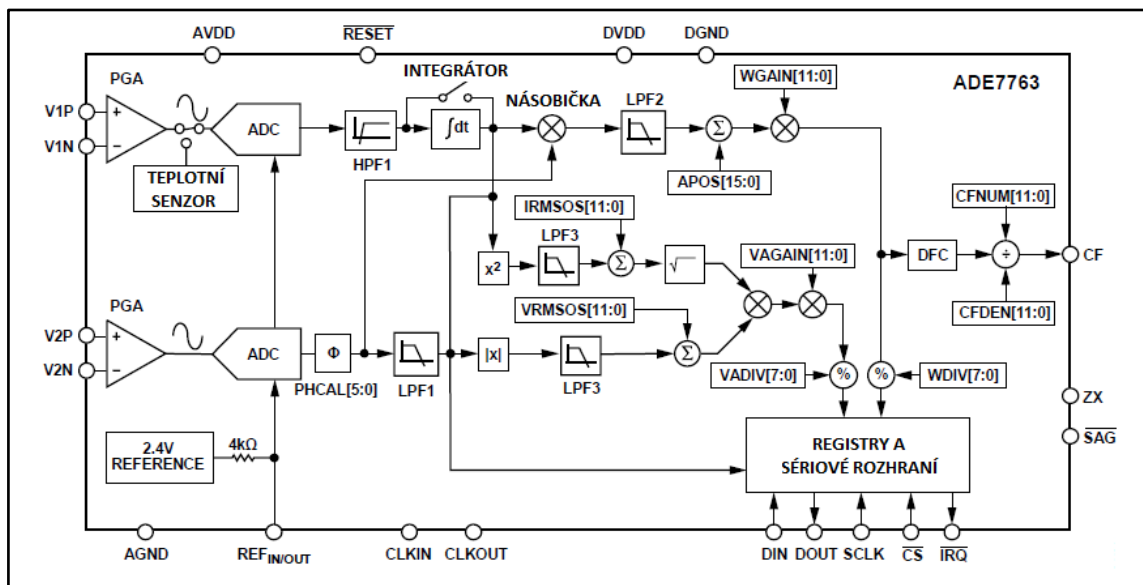 AVDD
RESET
DVDD
DGND
PGA
INTEGRÁTOR
WGAIN[11:0]
ADE7763
NÁSOBIČKA
LPF2
V1P
+
ADC
∫dt
Σ
V1N
−
HPF1
TEPLOTNÍ
SENZOR
APOS[15:0]
IRMSOS[11:0]
CFNUM[11:0]
LPF3
VAGAIN[11:0]
x²
Σ
√
DFC
÷
CF
PGA
VRMSOS[11:0]
CFDEN[11:0]
V2P
+
ADC
Φ
|x|
Σ
V2N
−
PHCAL[5:0]
LPF1
LPF3
VADIV[7:0]
%
%
WDIV[7:0]
ZX
2.4V
REFERENCE
4kΩ
REGISTRY A
SÉRIOVÉ ROZHRANÍ
SAG
AGND
REFIN/OUT
CLKIN
CLKOUT
DIN
DOUT
SCLK
CS
IRQ